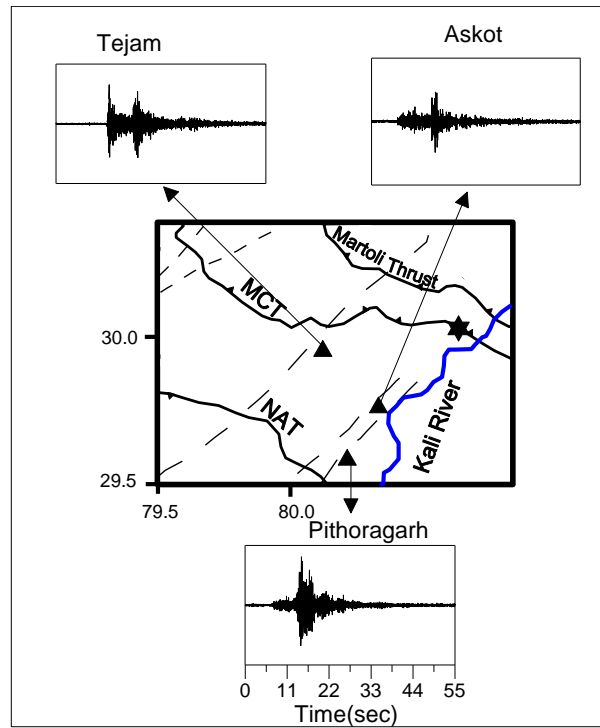 Tejam
Askot
Martoli Thrust
MCT
30.0
NAT
Kali River
29.5
79.5
80.0
Pithoragarh
0 11 22 33 44 55
Time(sec)